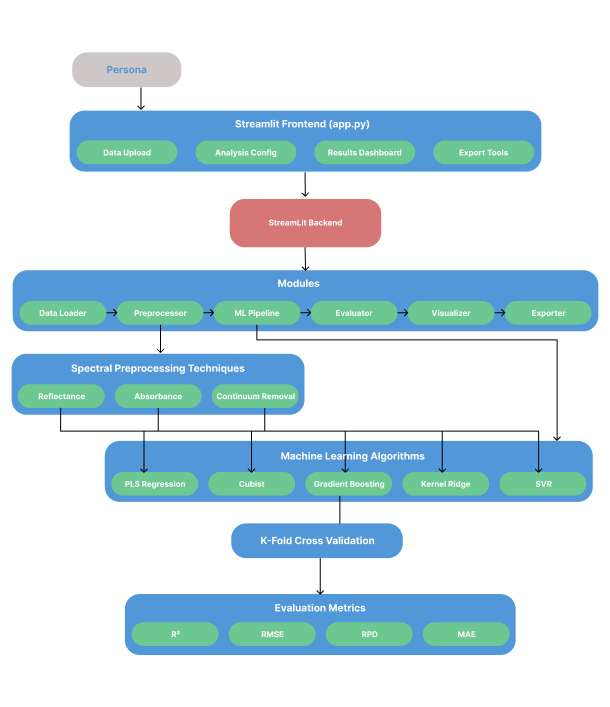 Persona
Streamlit Frontend (app.py)
Data Upload
Analysis Config
Results Dashboard
Export Tools
StreamLit Backend
Modules
Data Loader
Preprocessor
ML Pipeline
Evaluator
Visualizer
Exporter
Spectral Preprocessing Techniques
Reflectance
Absorbance
Continuum Removal
Machine Learning Algorithms
PLS Regression
Cubist
Gradient Boosting
Kernel Ridge
SVR
K-Fold Cross Validation
Evaluation Metrics
R²
RMSE
RPD
MAE